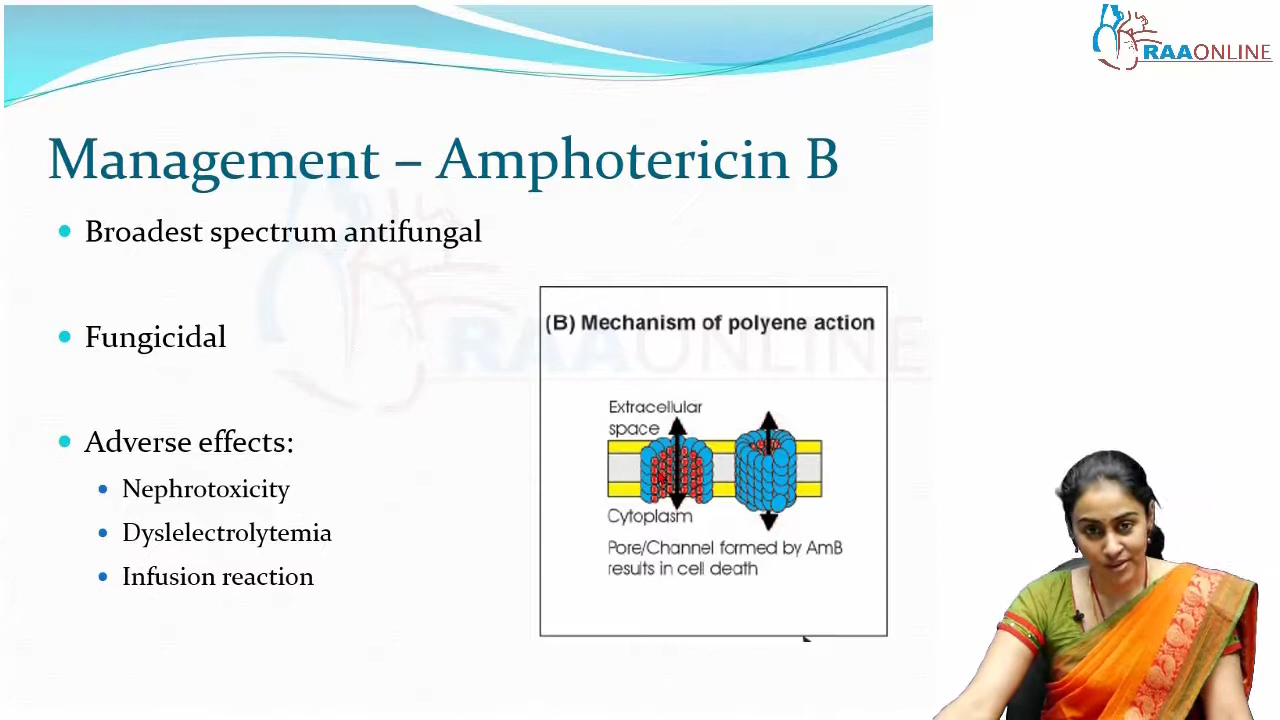 RAAONLINE
Management – Amphotericin B
Broadest spectrum antifungal
Fungicidal
Adverse effects:
Nephrotoxicity
Dyslelectrolytemia
Infusion reaction
RAAONLINE
(B) Mechanism of polyene action
Extracellular
space
Cytoplasm
Pore/Channel formed by AmB
results in cell death